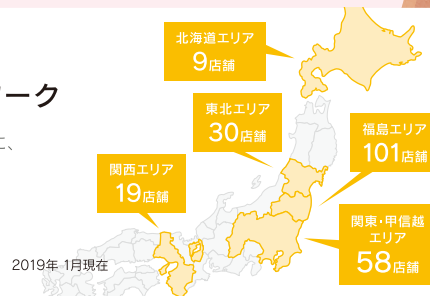 北海道エリア
9店舗
ーク
東北エリア
30店舗
に、
福島エリア
101店舗
関西エリア
19店舗
関東・甲信越
エリア
58店舗
2019年 1月現在